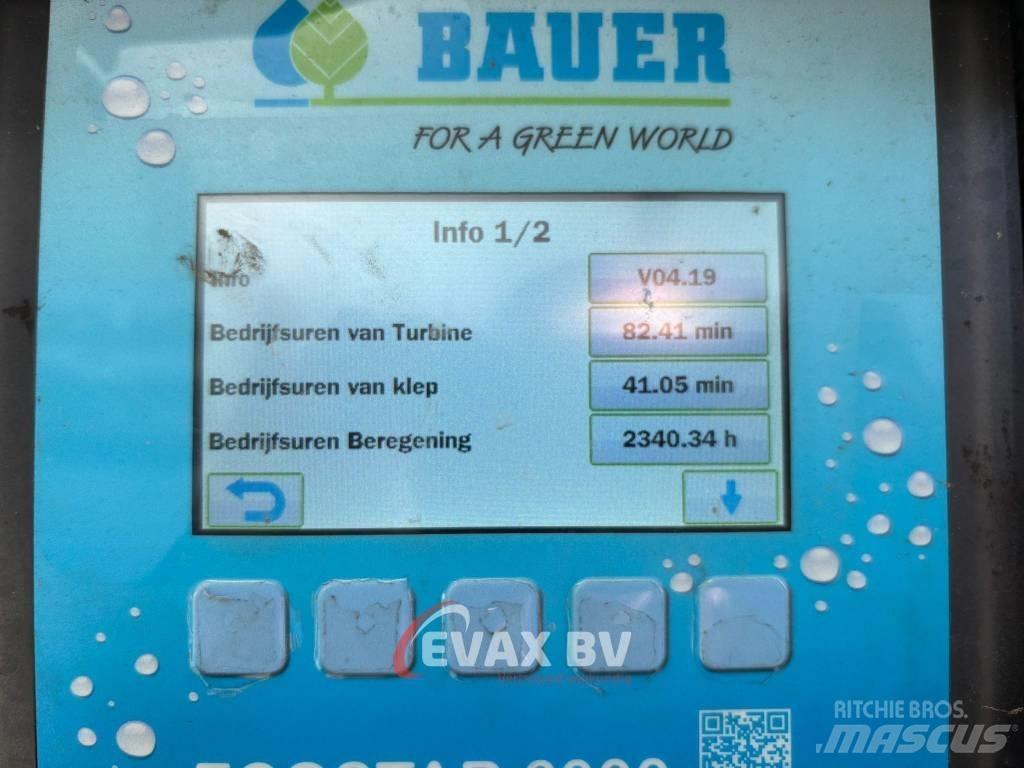 BAUER
FOR A GREEN WORLD
Info 1/2
Info V04.19
Bedrijfsuren van Turbine 82.41 min
Bedrijfsuren van klep 41.05 min
Bedrijfsuren Beregening 2340.34 h
EVAX BV
RITCHIE BROS.
MASCUS